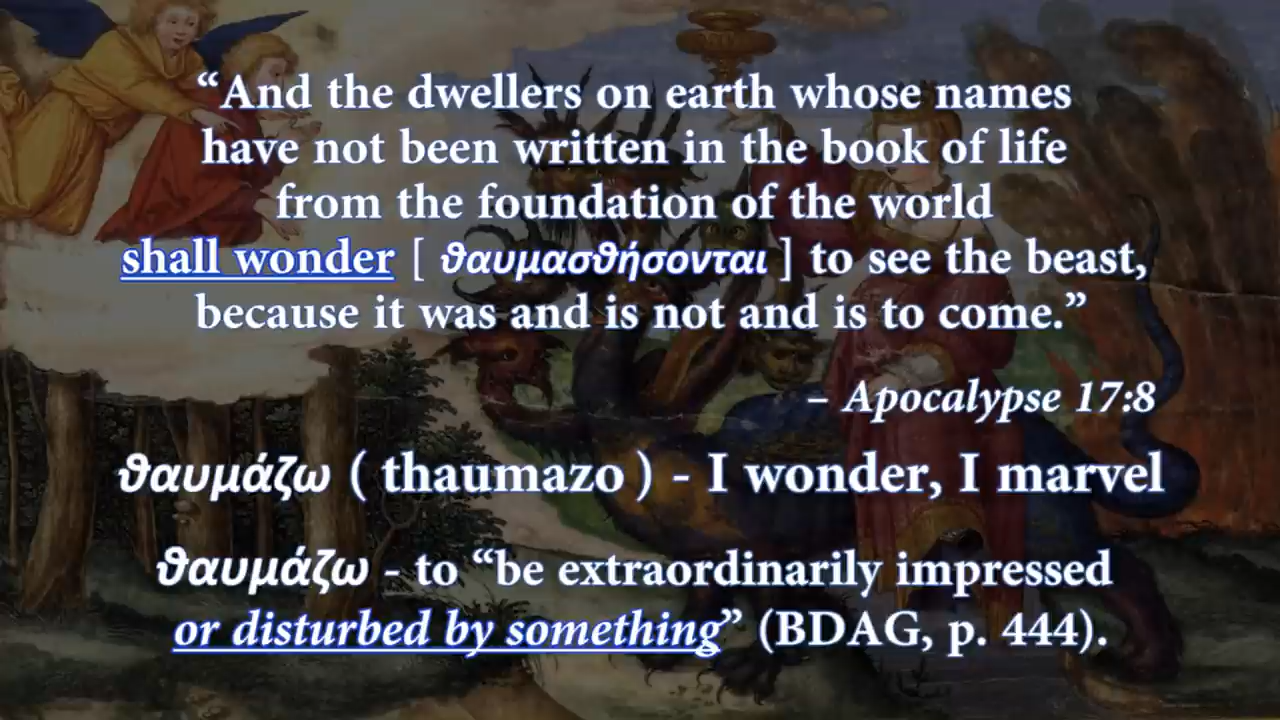 “And the dwellers on earth whose names
have not been written in the book of life
from the foundation of the world
shall wonder [ ϑαυμασϑήσονται ] to see the beast,
because it was and is not and is to come.”
– Apocalypse 17:8
ϑαυμάζω ( thaumazo ) - I wonder, I marvel
ϑαυμάζω - to “be extraordinarily impressed
or disturbed by something” (BDAG, p. 444).